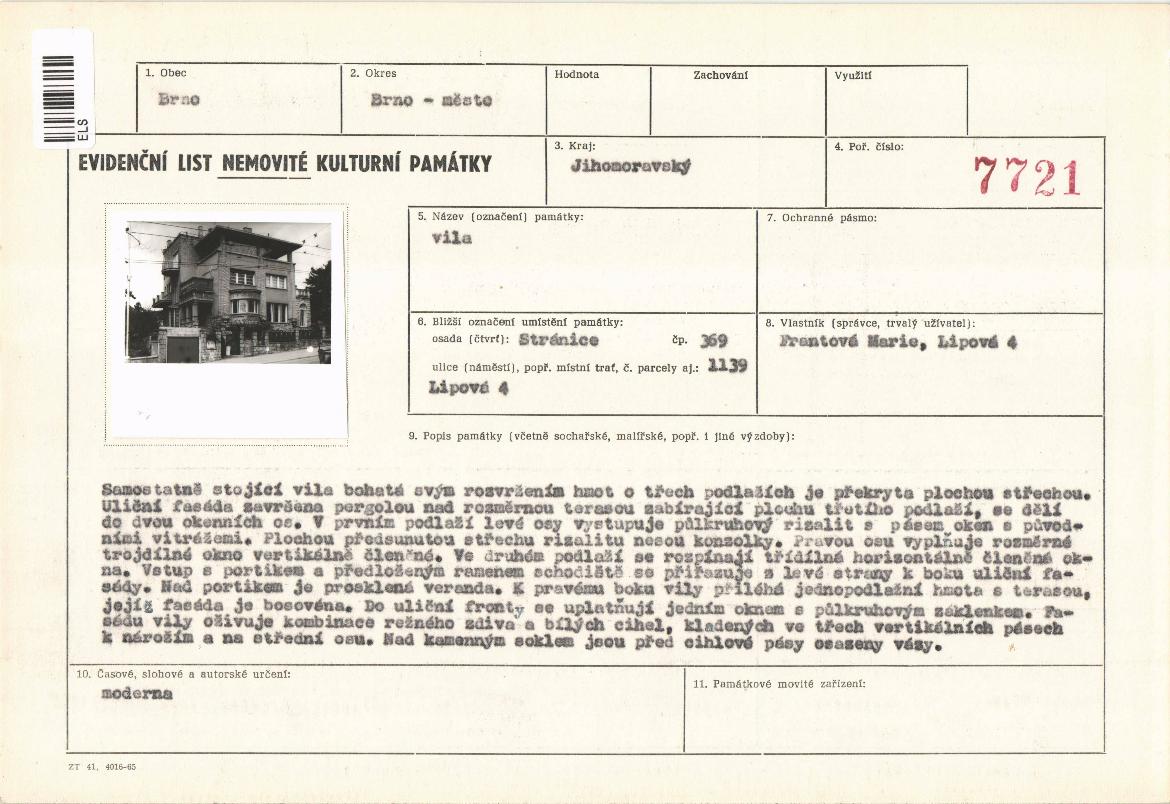 ELS
1. Obec
Brno
2. Okres
Brno - město
Hodnota
Zachování
Využití
EVIDENČNÍ LIST NEMOVITÉ KULTURNÍ PAMÁTKY
3. Kraj:
Jihomoravský
4. Poř. číslo:
7721
5. Název (označení) památky:
vila
7. Ochranné pásmo:
6. Bližší označení umístění památky:
osada (čtvrť): Stránice čp. 369
ulice (náměstí), popř. místní trať, č. parcely aj.: 1139
Lipová 4
8. Vlastník (správce, trvalý uživatel):
Frantová Marie, Lipová 4
9. Popis památky (včetně sochařské, malířské, popř. i jiné výzdoby):
Samostatně stojící vila bohatá svým rozvržením hmot o třech podlažích je překryta plochou střechou.
Uliční fasáda završena pergolou nad rozměrnou terasou zabírající plochu třetího podlaží, se dělí
do dvou okenních os. V prvním podlaží levé osy vystupuje půlkruhový rizalit s pásem oken s původ-
ními vitrážemi. Plochou předsunutou střechu rizalitu nesou konzolky. Pravou osu vyplňuje rozměrné
trojdílné okno vertikálně členěné. Ve druhém podlaží se rozpínají třídílná horizontálně členěná ok-
na. Vstup s portikem a předloženým ramenem schodiště se přiřazuje z levé strany k boku uliční fa-
sády. Nad portikem je prosklená veranda. K pravému boku vily přiléhá jednopodlažní hmota s terasou,
jejíž fasáda je bosována. Do uliční fronty se uplatňují jedním oknem s půlkruhovým záklenkem. Fa-
sádu vily oživuje kombinace režného zdiva a bílých cihel, kladených ve třech vertikálních pásech
k nárožím a na střední osu. Nad kamenným soklem jsou před cihlové pásy osazeny vázy.
10. Časové, slohové a autorské určení:
moderna
11. Památkové movité zařízení:
ZT 41, 4016-65